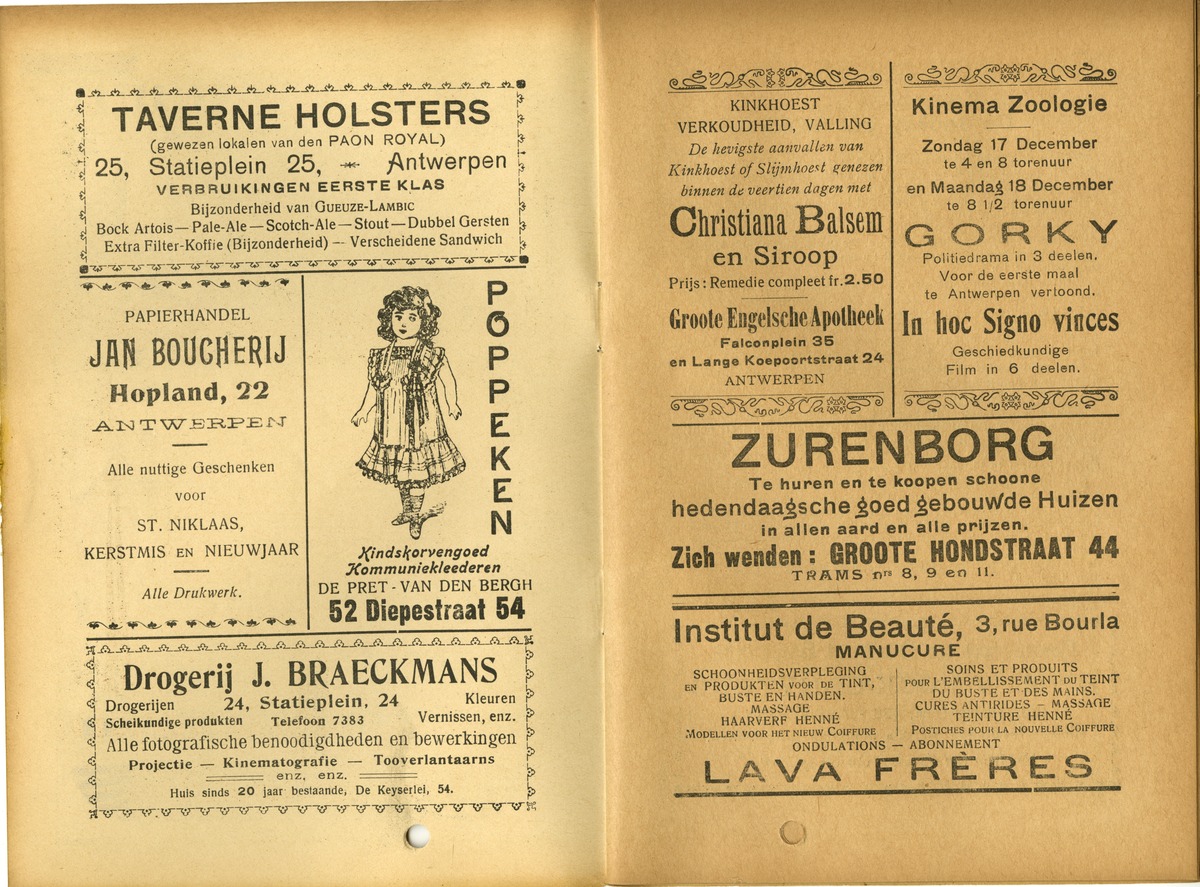 TAVERNE HOLSTERS
(gewezen lokalen van den PAON ROYAL)
25, Statieplein 25, Antwerpen
VERBRUIKINGEN EERSTE KLAS
Bijzonderheid van GUEUZE-LAMBIC
Bock Artois — Pale-Ale — Scotch-Ale — Stout — Dubbel Gersten
Extra Filter-Koffie (Bijzonderheid) — Verscheidene Sandwich
PAPIERHANDEL
JAN BOUCHERIJ
Hopland, 22
ANTWERPEN
Alle nuttige Geschenken
voor
ST. NIKLAAS,
KERSTMIS EN NIEUWJAAR
Alle Drukwerk.
POPPEKEN
Kindskorvengoed
Kommuniekleederen
DE PRET-VAN DEN BERGH
52 Diepestraat 54
Drogerij J. BRAECKMANS
Drogerijen 24, Statieplein, 24 Kleuren
Scheikundige produkten Telefoon 7383 Vernissen, enz.
Alle fotografische benoodigdheden en bewerkingen
Projectie — Kinematografie — Tooverlantaarns
enz, enz.
Huis sinds 20 jaar bestaande, De Keyserlei, 54.
KINKHOEST
VERKOUDHEID, VALLING
De hevigste aanvallen van
Kinkhoest of Slijmhoest genezen
binnen de veertien dagen met
Christiana Balsem
en Siroop
Prijs : Remedie compleet fr. 2.50
Groote Engelsche Apotheek
Falconplein 35
en Lange Koepoortstraat 24
ANTWERPEN
Kinema Zoologie
Zondag 17 December
te 4 en 8 torenuur
en Maandag 18 December
te 8 1/2 torenuur
GORKY
Politiedrama in 3 deelen.
Voor de eerste maal
te Antwerpen vertoond.
In hoc Signo vinces
Geschiedkundige
Film in 6 deelen.
ZURENBORG
Te huren en te koopen schoone
hedendaagsche goed gebouwde Huizen
in allen aard en alle prijzen.
Zich wenden : GROOTE HONDSTRAAT 44
TRAMS nrs 8, 9 en 11.
Institut de Beauté, 3, rue Bourla
MANUCURE
SCHOONHEIDSVERPLEGING
EN PRODUKTEN VOOR DE TINT,
BUSTE EN HANDEN.
MASSAGE
HAARVERF HENNÉ
MODELLEN VOOR HET NIEUW COIFFURE
SOINS ET PRODUITS
POUR L'EMBELLISSEMENT DU TEINT
DU BUSTE ET DES MAINS.
CURES ANTIRIDES — MASSAGE
TEINTURE HENNÉ
POSTICHES POUR LA NOUVELLE COIFFURE
ONDULATIONS — ABONNEMENT
LAVA FRÈRES